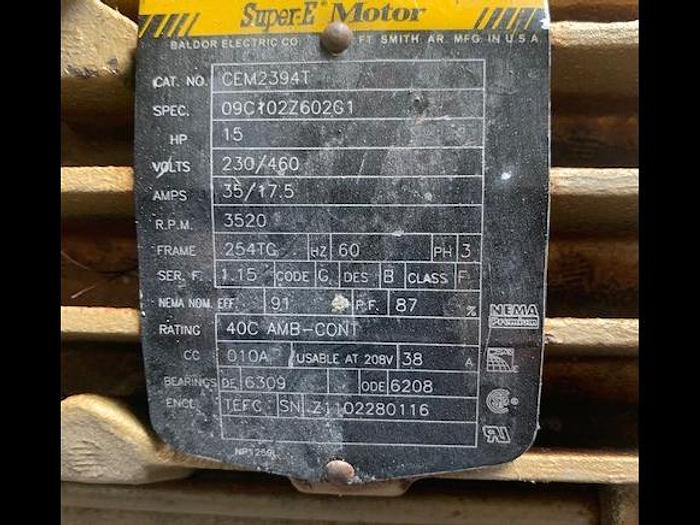 Super-E Motor
BALDOR ELECTRIC CO FT. SMITH AR. MFG. IN U.S.A.
CAT. NO. CEM2394T
SPEC. 09C102Z602G1
HP 15
VOLTS 230/460
AMPS 35/17.5
R.P.M. 3520
FRAME 254TC HZ 60 PH 3
SER. F. 1.15 CODE G DES B CLASS F
NEMA NOM. EFF. 91 P.F. 87 %
RATING 40C AMB-CONT
CC 010A USABLE AT 208V 38 A
BEARINGS DE 6309 ODE 6208
ENCL TEFC SN Z1102280116
NEMA
Premium